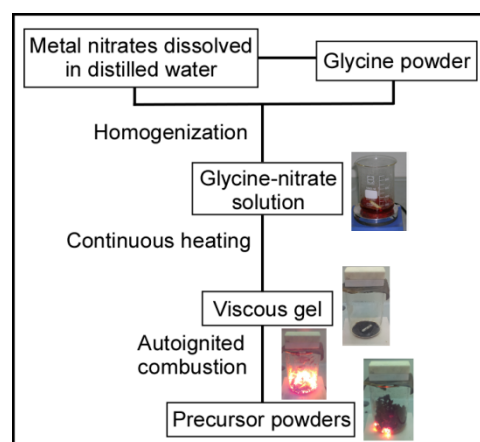 Metal nitrates dissolved
in distilled water
Glycine powder
Homogenization
Glycine-nitrate
solution
Continuous heating
Viscous gel
Autoignited
combustion
Precursor powders